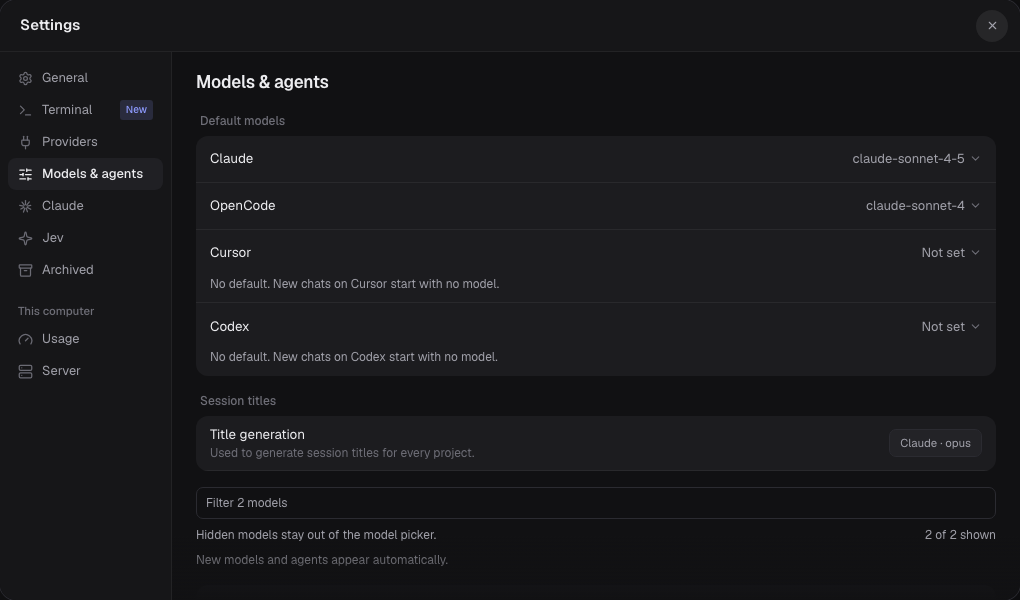 Settings
General
Terminal New
Providers
Models & agents
Claude
Jev
Archived
This computer
Usage
Server
Models & agents
Default models
Claude claude-sonnet-4-5
OpenCode claude-sonnet-4
Cursor Not set
No default. New chats on Cursor start with no model.
Codex Not set
No default. New chats on Codex start with no model.
Session titles
Title generation
Used to generate session titles for every project.
Claude · opus
Filter 2 models
Hidden models stay out of the model picker. 2 of 2 shown
New models and agents appear automatically.